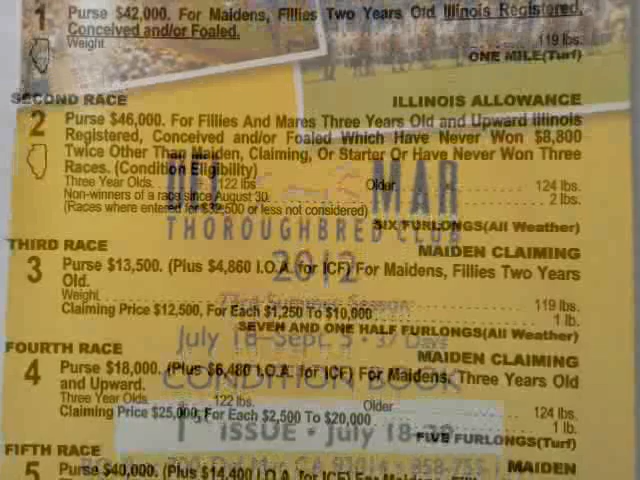 1 Purse $42,000. For Maidens, Fillies Two Years Old Illinois Registered,
Conceived and/or Foaled.
Weight 119 lbs.
ONE MILE(Turf)
SECOND RACE ILLINOIS ALLOWANCE
2 Purse $46,000. For Fillies And Mares Three Years Old and Upward Illinois
Registered, Conceived and/or Foaled Which Have Never Won $8,800
Twice Other Than Maiden, Claiming, Or Starter Or Have Never Won Three
Races. (Condition Eligibility)
Three Year Olds 122 lbs Older 124 lbs.
Non-winners of a race since August 30 2 lbs.
(Races where entered for $32,500 or less not considered)
SIX FURLONGS(All Weather)
DEL MAR
THOROUGHBRED CLUB
2012
THIRD RACE MAIDEN CLAIMING
3 Purse $13,500. (Plus $4,860 I.O.A. for ICF) For Maidens, Fillies Two Years
Old.
Weight 119 lbs.
Claiming Price $12,500, For Each $1,250 To $10,000 1 lb.
SEVEN AND ONE HALF FURLONGS(All Weather)
73rd Summer Season
July 18-Sept. 5 • 37 Days
CONDITION BOOK
FOURTH RACE MAIDEN CLAIMING
4 Purse $18,000. (Plus $6,480 I.O.A. for ICF) For Maidens, Three Years Old
and Upward.
Three Year Olds 122 lbs. Older 124 lbs.
Claiming Price $25,000, For Each $2,500 To $20,000 1 lb.
FIVE FURLONGS(Turf)
1st ISSUE • July 18-
FIFTH RACE MAIDEN
5 Purse $40,000. (Plus $14,400 I.O.A. for ICF)
Del Mar, CA 92014 • 858-755-